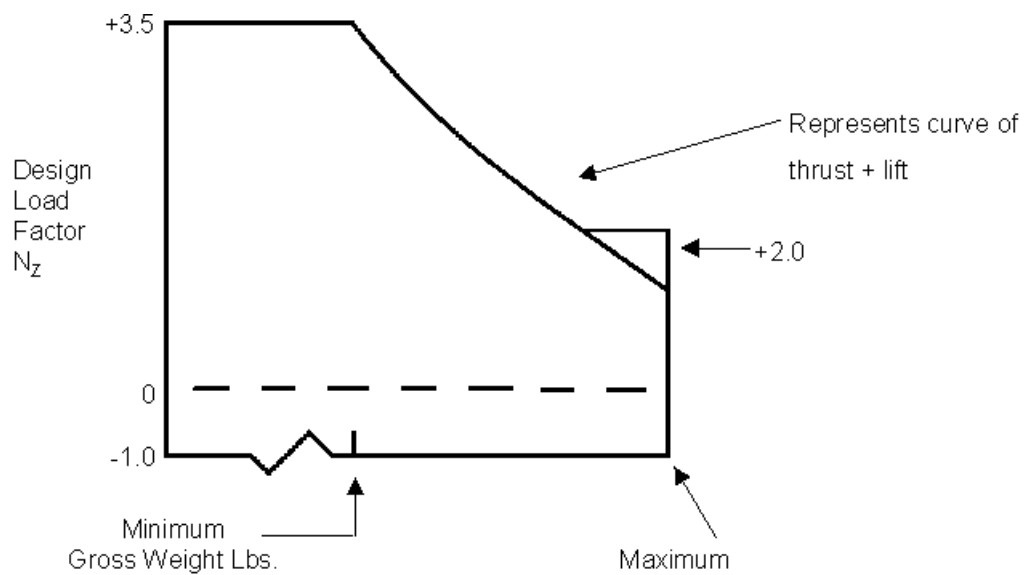 +3.5
Represents curve of
thrust + lift
Design
Load
Factor
NZ
+2.0
0
-1.0
Minimum
Gross Weight Lbs.
Maximum